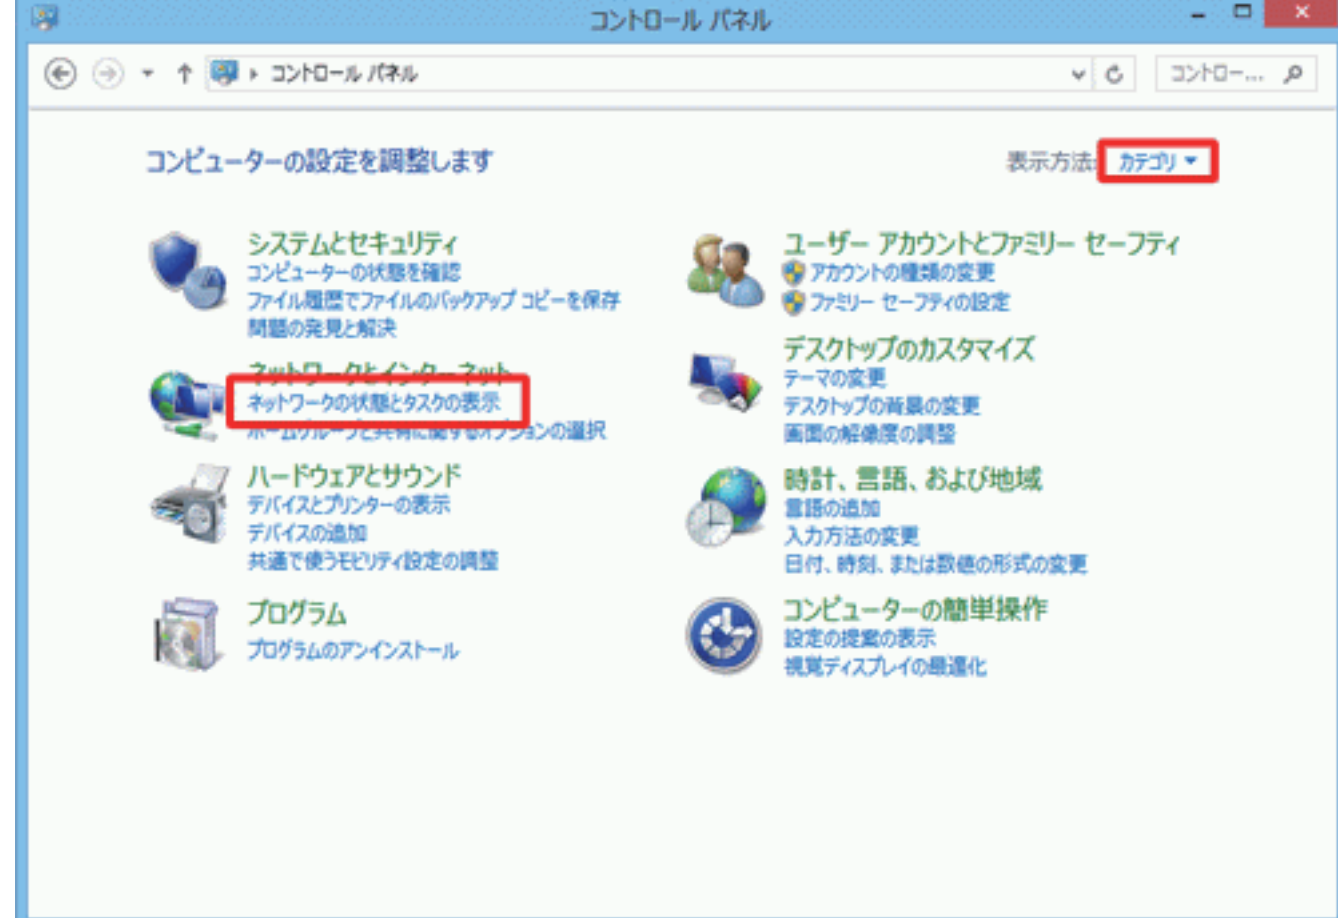 コントロール パネル
コントロール パネル
コントロー...
コンピューターの設定を調整します
表示方法: カテゴリ
システムとセキュリティ
コンピューターの状態を確認
ファイル履歴でファイルのバックアップ コピーを保存
問題の発見と解決
ネットワークとインターネット
ネットワークの状態とタスクの表示
ホームグループと共有に関するオプションの選択
ハードウェアとサウンド
デバイスとプリンターの表示
デバイスの追加
共通で使うモビリティ設定の調整
プログラム
プログラムのアンインストール
ユーザー アカウントとファミリー セーフティ
アカウントの種類の変更
ファミリー セーフティの設定
デスクトップのカスタマイズ
テーマの変更
デスクトップの背景の変更
画面の解像度の調整
時計、言語、および地域
言語の追加
入力方法の変更
日付、時刻、または数値の形式の変更
コンピューターの簡単操作
設定の提案の表示
視覚ディスプレイの最適化